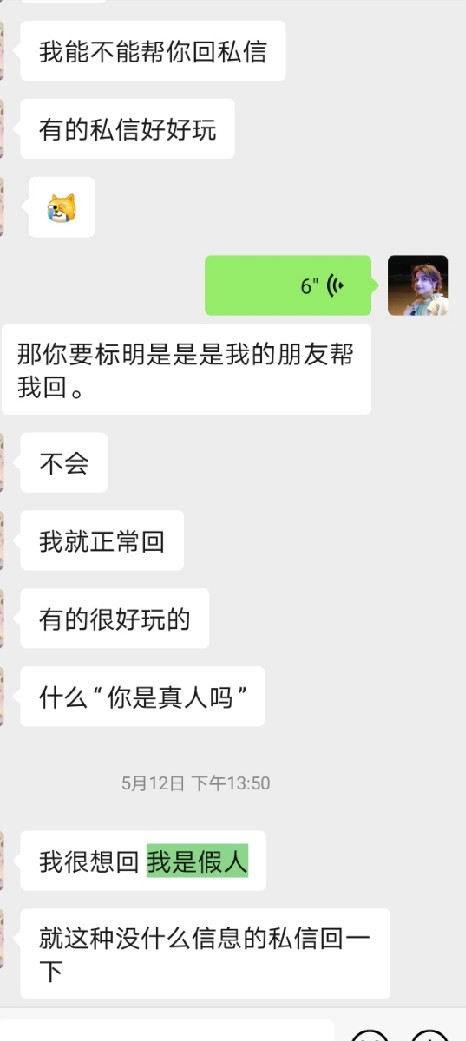 我能不能帮你回私信
有的私信好好玩
6"
那你要标明是是是我的朋友帮
我回。
不会
我就正常回
有的很好玩的
什么“你是真人吗”
5月12日 下午13:50
我很想回 我是假人
就这种没什么信息的私信回一
下